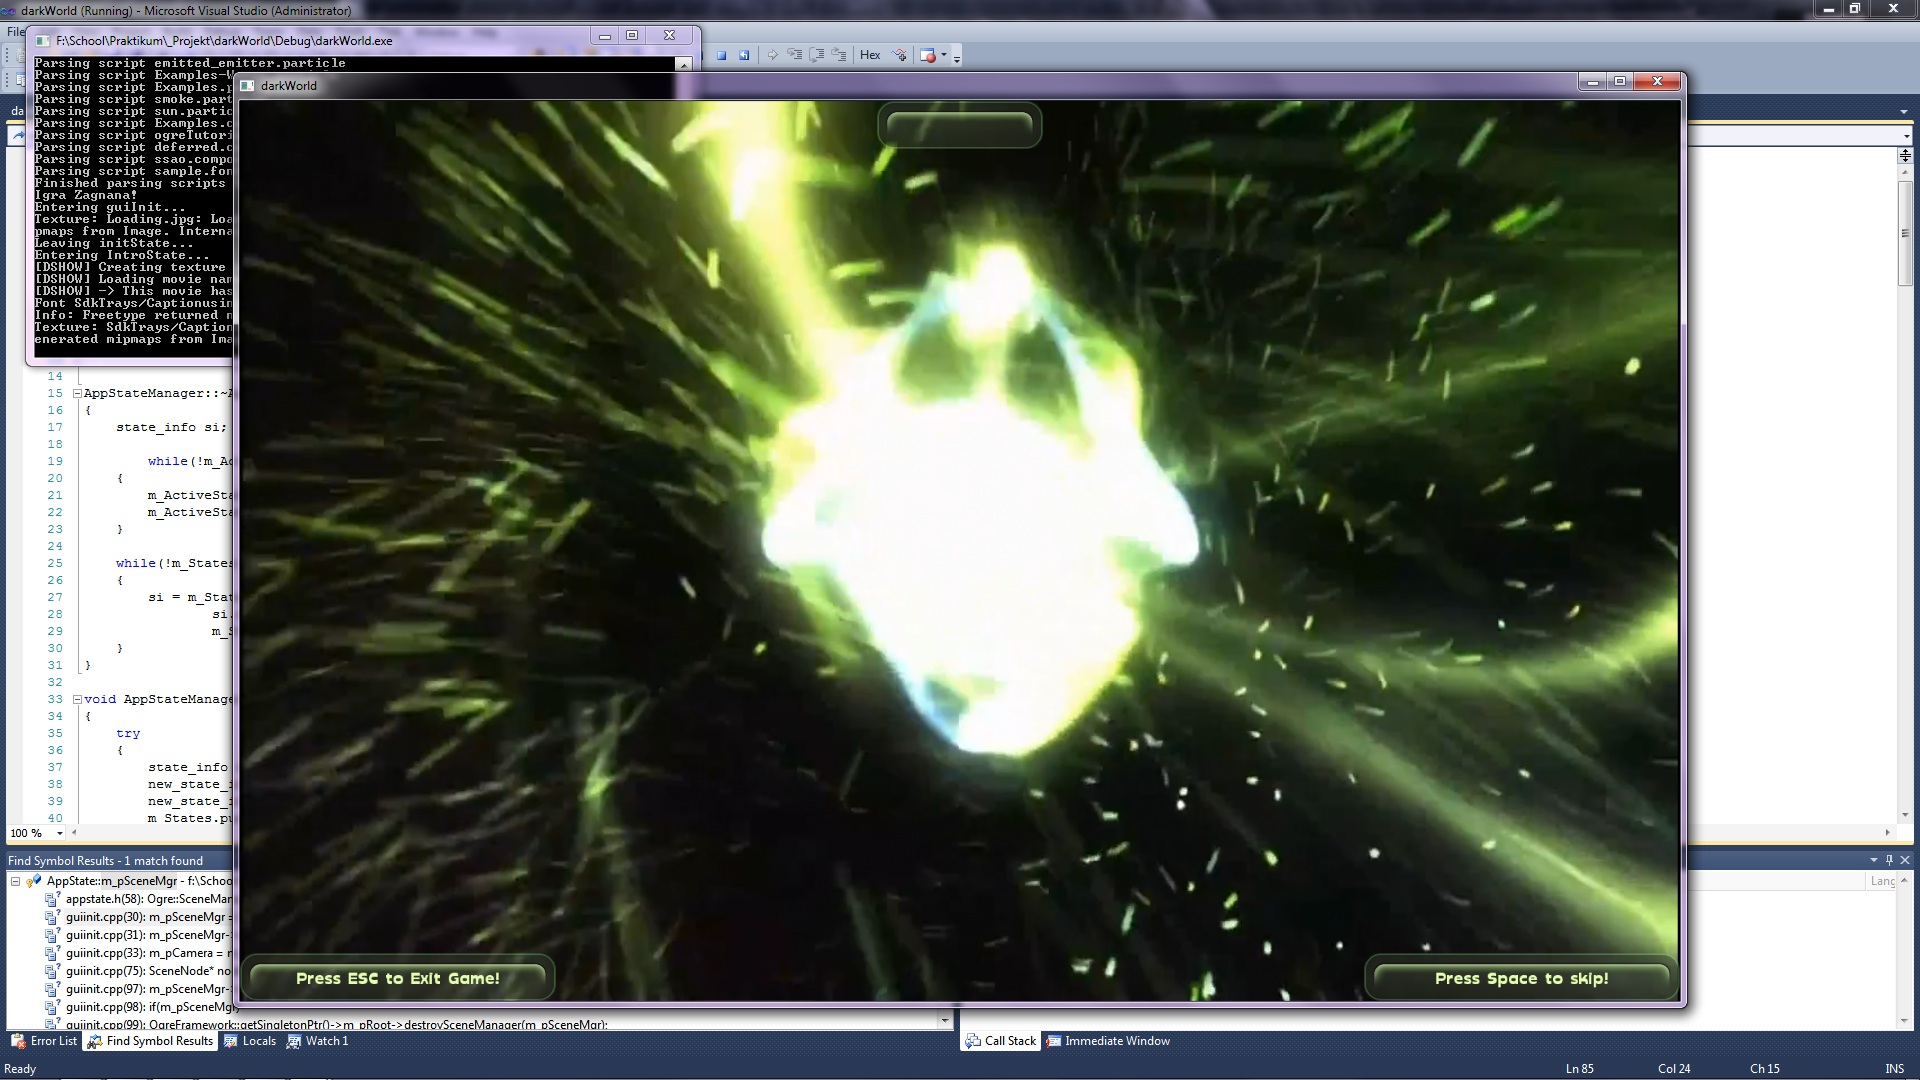 darkWorld (Running) - Microsoft Visual Studio (Administrator)
File
F:\School\Praktikum\_Projekt\darkWorld\Debug\darkWorld.exe
Hex
Parsing script emitted_emitter.particle
Parsing script Examples-W
Parsing script Examples.p
Parsing script smoke.part
Parsing script sun.partic
Parsing script Examples.c
Parsing script ogreTutori
Parsing script deferred.c
Parsing script ssao.compo
Parsing script sample.fon
Finished parsing scripts
Igra Zagnana!
Entering guiInit...
Texture: Loading.jpg: Loa
pmaps from Image. Interna
Leaving initState...
Entering IntroState...
[DSHOW] Creating texture
[DSHOW] Loading movie nam
[DSHOW] -> This movie has
Font SdkTrays/Captionusin
Info: Freetype returned n
Texture: SdkTrays/Caption
enerated mipmaps from Ima
darkWorld
da
14
15 AppStateManager::~A
16 {
17 state_info si;
18
19 while(!m_Ac
20 {
21 m_ActiveSta
22 m_ActiveSta
23 }
24
25 while(!m_States
26 {
27 si = m_Stat
28 si.
29 m_S
30 }
31 }
32
33 void AppStateManage
34 {
35 try
36 {
37 state_info
38 new_state_i
39 new_state_i
40 m_States.pu
100 %
Press ESC to Exit Game!
Press Space to skip!
Find Symbol Results - 1 match found
AppState::m_pSceneMgr - f:\Schoo
appstate.h(58): Ogre::SceneMan
guiinit.cpp(30): m_pSceneMgr =
guiinit.cpp(31): m_pSceneMgr-
guiinit.cpp(33): m_pCamera = m
guiinit.cpp(75): SceneNode* no
guiinit.cpp(97): m_pSceneMgr-
guiinit.cpp(98): if(m_pSceneMgr)
guiinit.cpp(99): OgreFramework::getSingletonPtr()->m_pRoot->destroySceneManager(m_pSceneMgr);
Lang
Error List Find Symbol Results Locals Watch 1
Call Stack Immediate Window
Ready
Ln 85 Col 24 Ch 15 INS